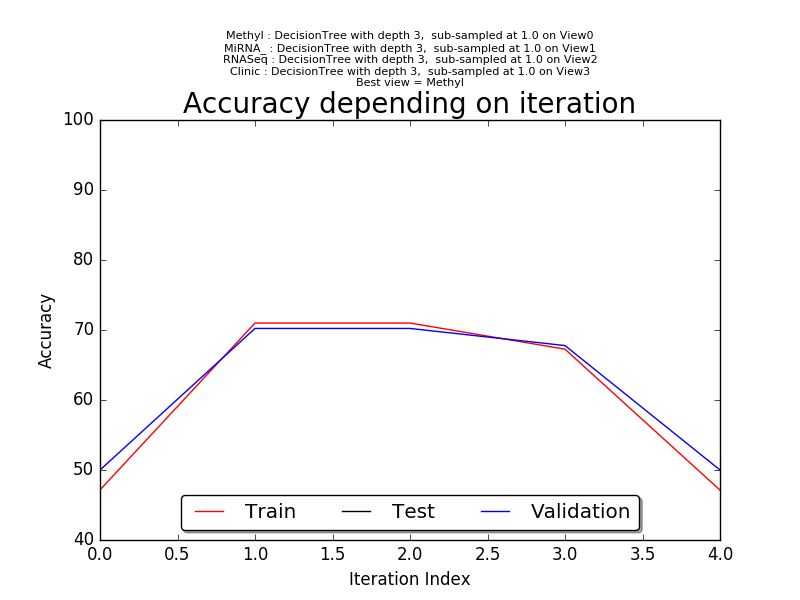 Methyl : DecisionTree with depth 3,  sub-sampled at 1.0 on View0
MiRNA_ : DecisionTree with depth 3,  sub-sampled at 1.0 on View1
RNASeq : DecisionTree with depth 3,  sub-sampled at 1.0 on View2
Clinic : DecisionTree with depth 3,  sub-sampled at 1.0 on View3
Best view = Methyl
Accuracy depending on iteration
100
90
80
70
60
50
40
Accuracy
Train Test Validation
0.0 0.5 1.0 1.5 2.0 2.5 3.0 3.5 4.0
Iteration Index